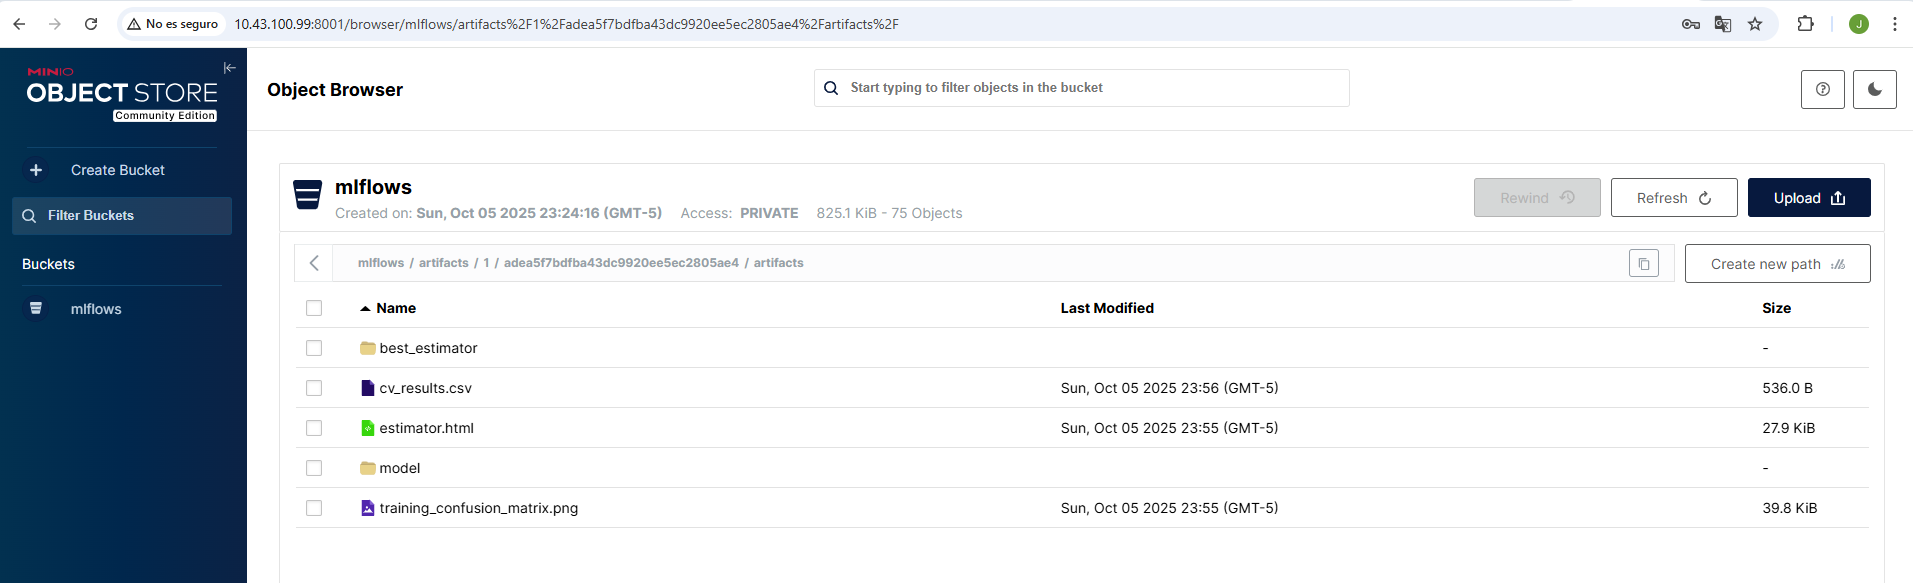 No es seguro
10.43.100.99:8001/browser/mlflows/artifacts%2F1%2Fadea5f7bdfba43dc9920ee5ec2805ae4%2Fartifacts%2F
J
MINIO
OBJECT STORE
Community Edition
Create Bucket
Filter Buckets
Buckets
mlflows
Object Browser
Start typing to filter objects in the bucket
mlflows
Created on: Sun, Oct 05 2025 23:24:16 (GMT-5) Access: PRIVATE 825.1 KiB - 75 Objects
Rewind
Refresh
Upload
mlflows / artifacts / 1 / adea5f7bdfba43dc9920ee5ec2805ae4 / artifacts
Create new path
Name Last Modified Size
best_estimator -
cv_results.csv Sun, Oct 05 2025 23:56 (GMT-5) 536.0 B
estimator.html Sun, Oct 05 2025 23:55 (GMT-5) 27.9 KiB
model -
training_confusion_matrix.png Sun, Oct 05 2025 23:55 (GMT-5) 39.8 KiB